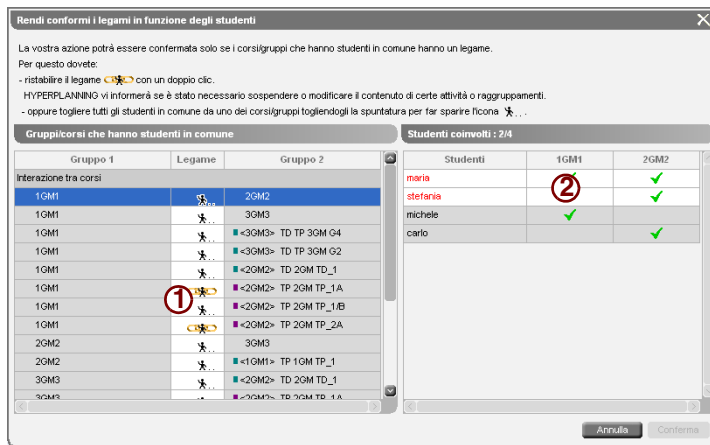 Rendi conformi i legami in funzione degli studenti
La vostra azione potrá essere confermata solo se i corsi/gruppi che hanno studenti in comune hanno un legame.
Per questo dovete:
- ristabilire il legame con un doppio clic.
HYPERPLANNING vi informerà se è stato necessario sospendere o modificare il contenuto di certe attività o raggruppamenti.
- oppure togliere tutti gli studenti in comune da uno dei corsi/gruppi togliendogli la spuntatura per far sparire l'icona .
Gruppi/corsi che hanno studenti in comune
Gruppo 1 Legame Gruppo 2
Interazione tra corsi
1GM1 2GM2
1GM1 3GM3
1GM1 <3GM3> TD TP 3GM G4
1GM1 <3GM3> TD TP 3GM G2
1GM1 <2GM2> TD 2GM TD_1
1GM1 <2GM2> TP 2GM TP_1A
1
1GM1 <2GM2> TP 2GM TP_1/B
1GM1 <2GM2> TP 2GM TP_2A
2GM2 3GM3
2GM2 <1GM1> TP 1GM TP_1
3GM3 <2GM2> TD 2GM TD_1
3GM3 <2GM2> TP 2GM TP_1A
Studenti coinvolti : 2/4
Studenti 1GM1 2GM2
maria
2
stefania
michele
carlo
Annulla Conferma